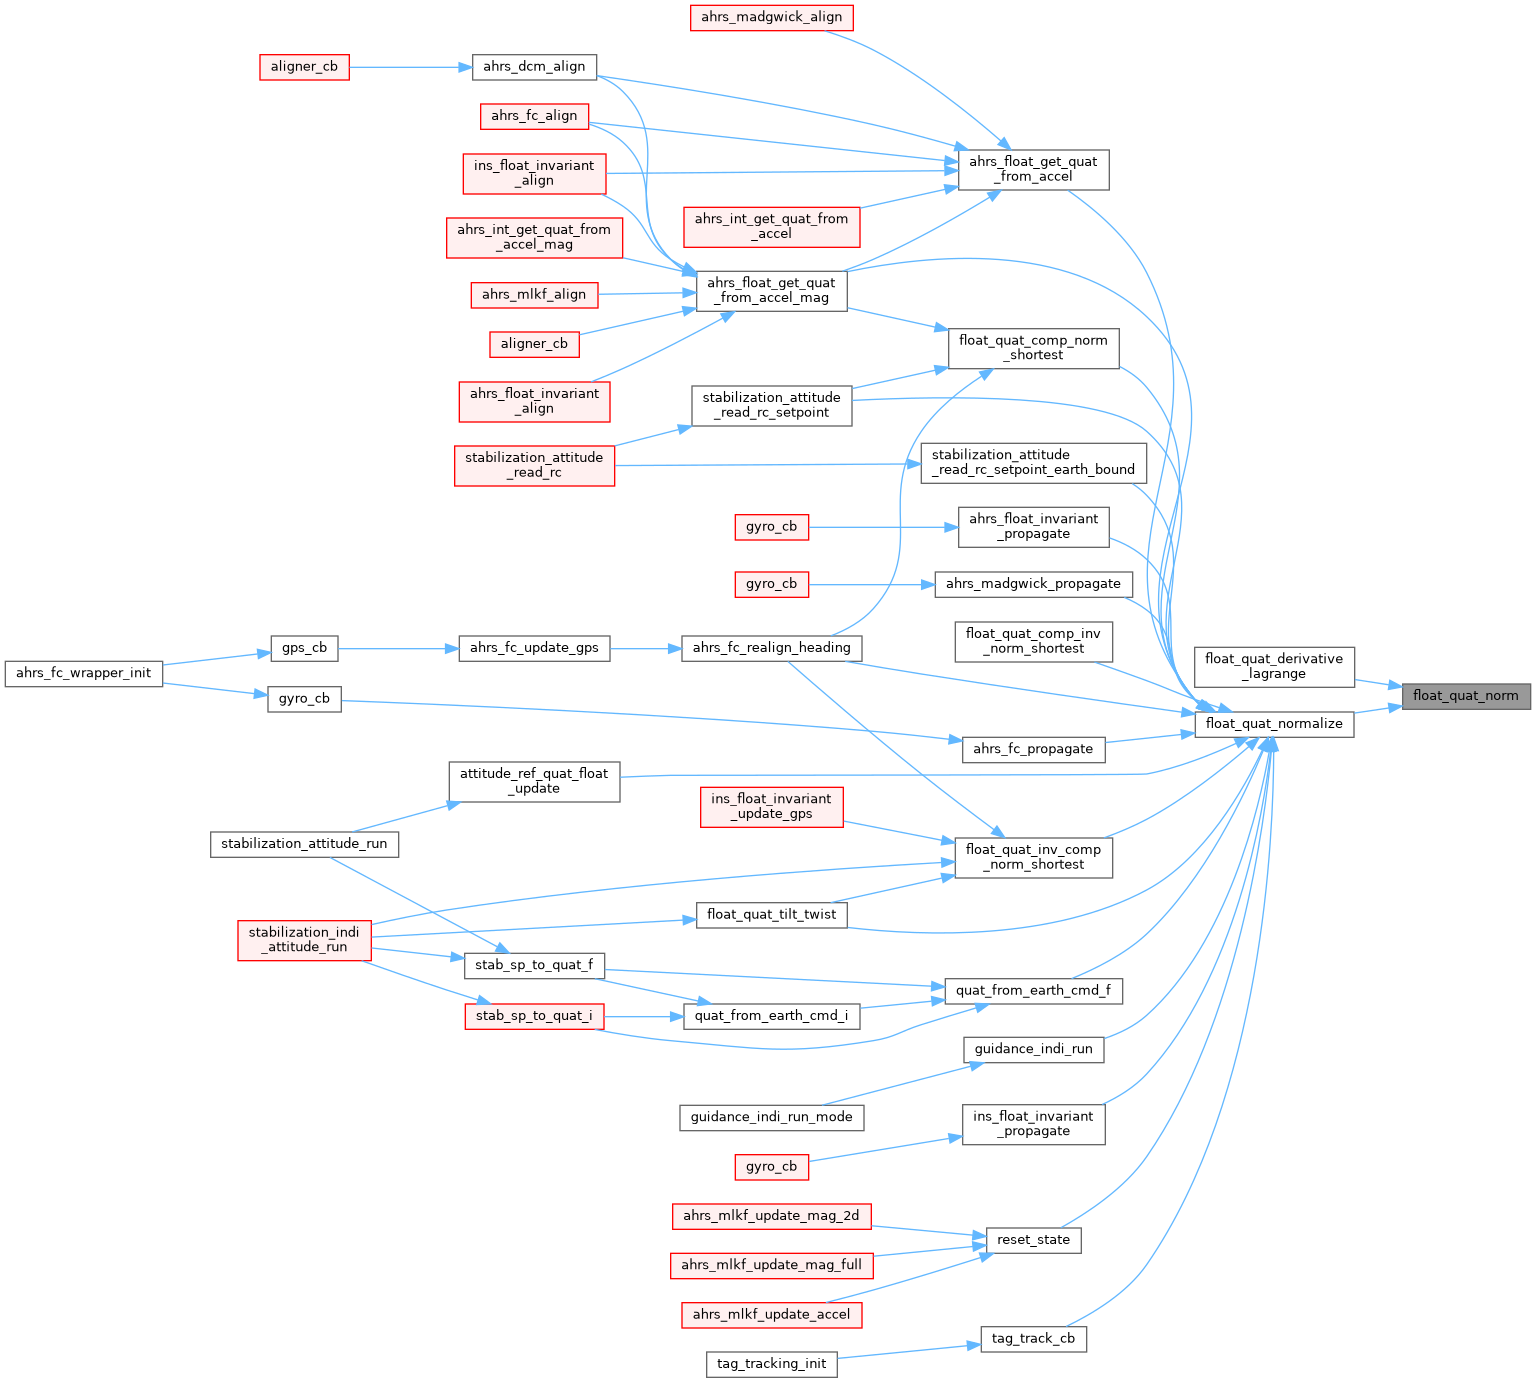 ahrs_madgwick_align
aligner_cb
ahrs_dcm_align
ahrs_fc_align
ahrs_float_get_quat
_from_accel
ins_float_invariant
_align
ahrs_int_get_quat_from
_accel
ahrs_int_get_quat_from
_accel_mag
ahrs_float_get_quat
_from_accel_mag
ahrs_mlkf_align
aligner_cb
float_quat_comp_norm
_shortest
ahrs_float_invariant
_align
stabilization_attitude
_read_rc_setpoint
stabilization_attitude
_read_rc
stabilization_attitude
_read_rc_setpoint_earth_bound
gyro_cb
ahrs_float_invariant
_propagate
gyro_cb
ahrs_madgwick_propagate
float_quat_comp_inv
_norm_shortest
ahrs_fc_wrapper_init
gps_cb
ahrs_fc_update_gps
ahrs_fc_realign_heading
float_quat_derivative
_lagrange
float_quat_norm
gyro_cb
float_quat_normalize
ahrs_fc_propagate
attitude_ref_quat_float
_update
ins_float_invariant
_update_gps
stabilization_attitude_run
float_quat_inv_comp
_norm_shortest
float_quat_tilt_twist
stabilization_indi
_attitude_run
stab_sp_to_quat_f
quat_from_earth_cmd_f
stab_sp_to_quat_i
quat_from_earth_cmd_i
guidance_indi_run
guidance_indi_run_mode
ins_float_invariant
_propagate
gyro_cb
ahrs_mlkf_update_mag_2d
reset_state
ahrs_mlkf_update_mag_full
ahrs_mlkf_update_accel
tag_track_cb
tag_tracking_init